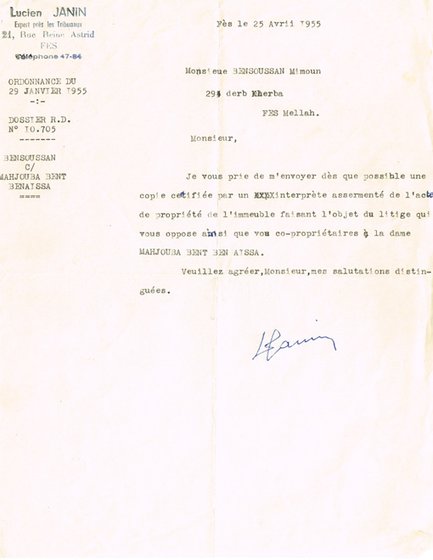 Lucien JANIN
Expert près les Tribunaux
21, Rue Reine Astrid
FES
Téléphone 47-84
Fès le 25 Avril 1955
ORDONNANCE DU
29 JANVIER 1955
-:-
DOSSIER R.D.
N° 10.705
-------
BENSOUSSAN
C/
MAHJOUBA BENT
BENAISSA
====
Monsieur BENSOUSSAN Mimoun
294 derb Kherba
FES Mellah.
Monsieur,
Je vous prie de m'envoyer dès que possible une
copie cetifiée par un XXXXinterprète assermenté de l'acte
de propriété de l'immeuble faisant l'objet du litige qui
vous oppose ainsi que vou co-propriétaires à la dame
MAHJOUBA BENT BEN AISSA.
Veuillez agréer,Monsieur,mes salutations distin-
guées.